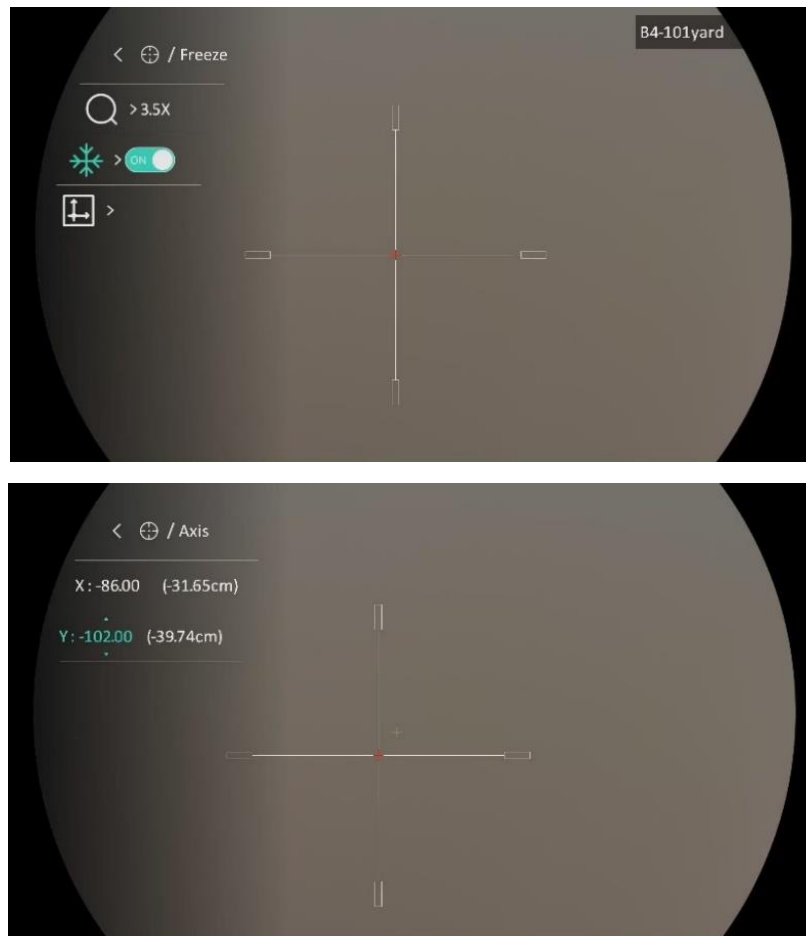 B4-101yard
< / Freeze
> 3.5X
> ON
>
< / Axis
X : -86.00 (-31.65cm)
Y : -102.00 (-39.74cm)